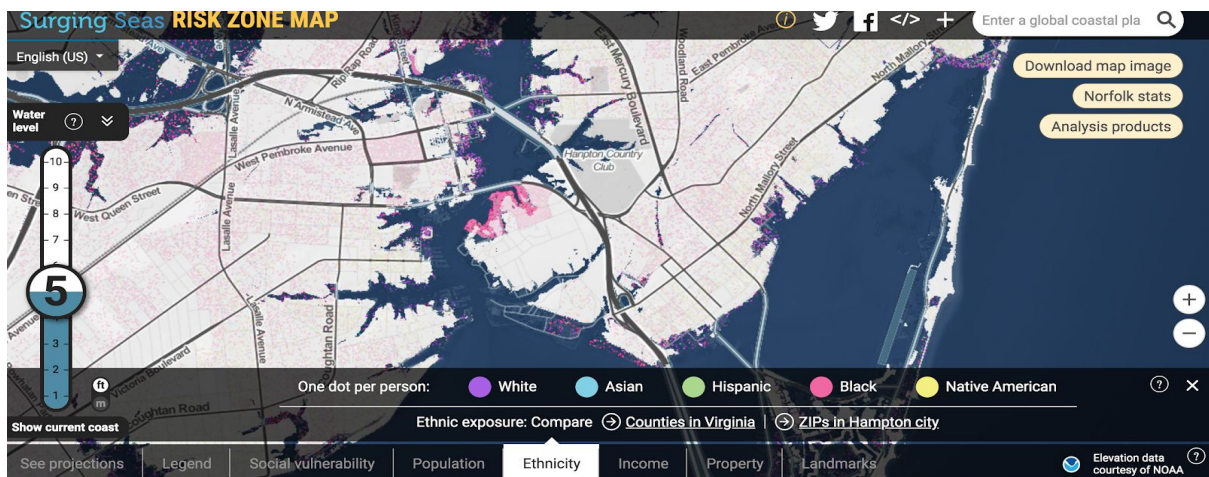 Surging Seas RISK ZONE MAP
</> +
Enter a global coastal pla
English (US)
Download map image
Norfolk stats
Analysis products
Water level ?
10
9
8
7
5
3
2
1
ft
m
Show current coast
Rip Rap Road
N Armistead Ave
Lasalle Avenue
West Pembroke Avenue
West Queen Street
Lasalle Avenue
Lasalle Avenue
Victoria Boulevard
East Mercury Boulevard
Woodland Road
East Pembroke Ave
North Mallory Street
Hampton Country Club
North Mallory Street
One dot per person: White Asian Hispanic Black Native American ? ×
Ethnic exposure: Compare Counties in Virginia | ZIPs in Hampton city
See projections | Legend | Social vulnerability | Population | Ethnicity | Income | Property | Landmarks
Elevation data ?
courtesy of NOAA